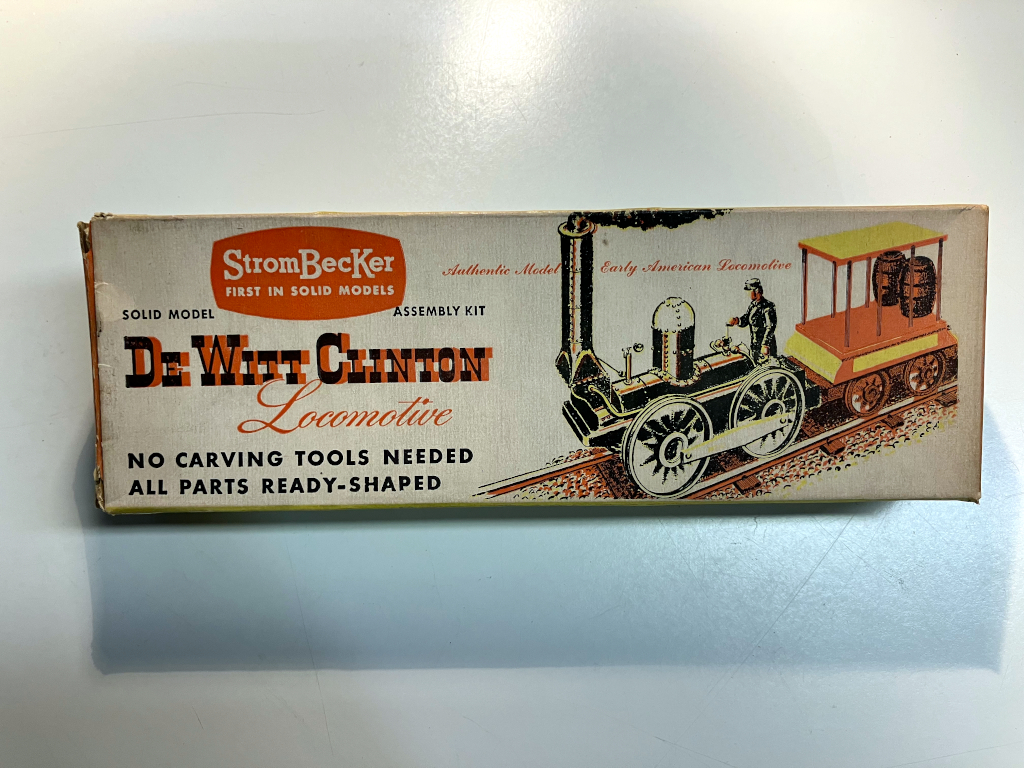 StromBecKer
FIRST IN SOLID MODELS
SOLID MODEL ASSEMBLY KIT
Authentic Model Early American Locomotive
DE WITT CLINTON
Locomotive
NO CARVING TOOLS NEEDED
ALL PARTS READY-SHAPED